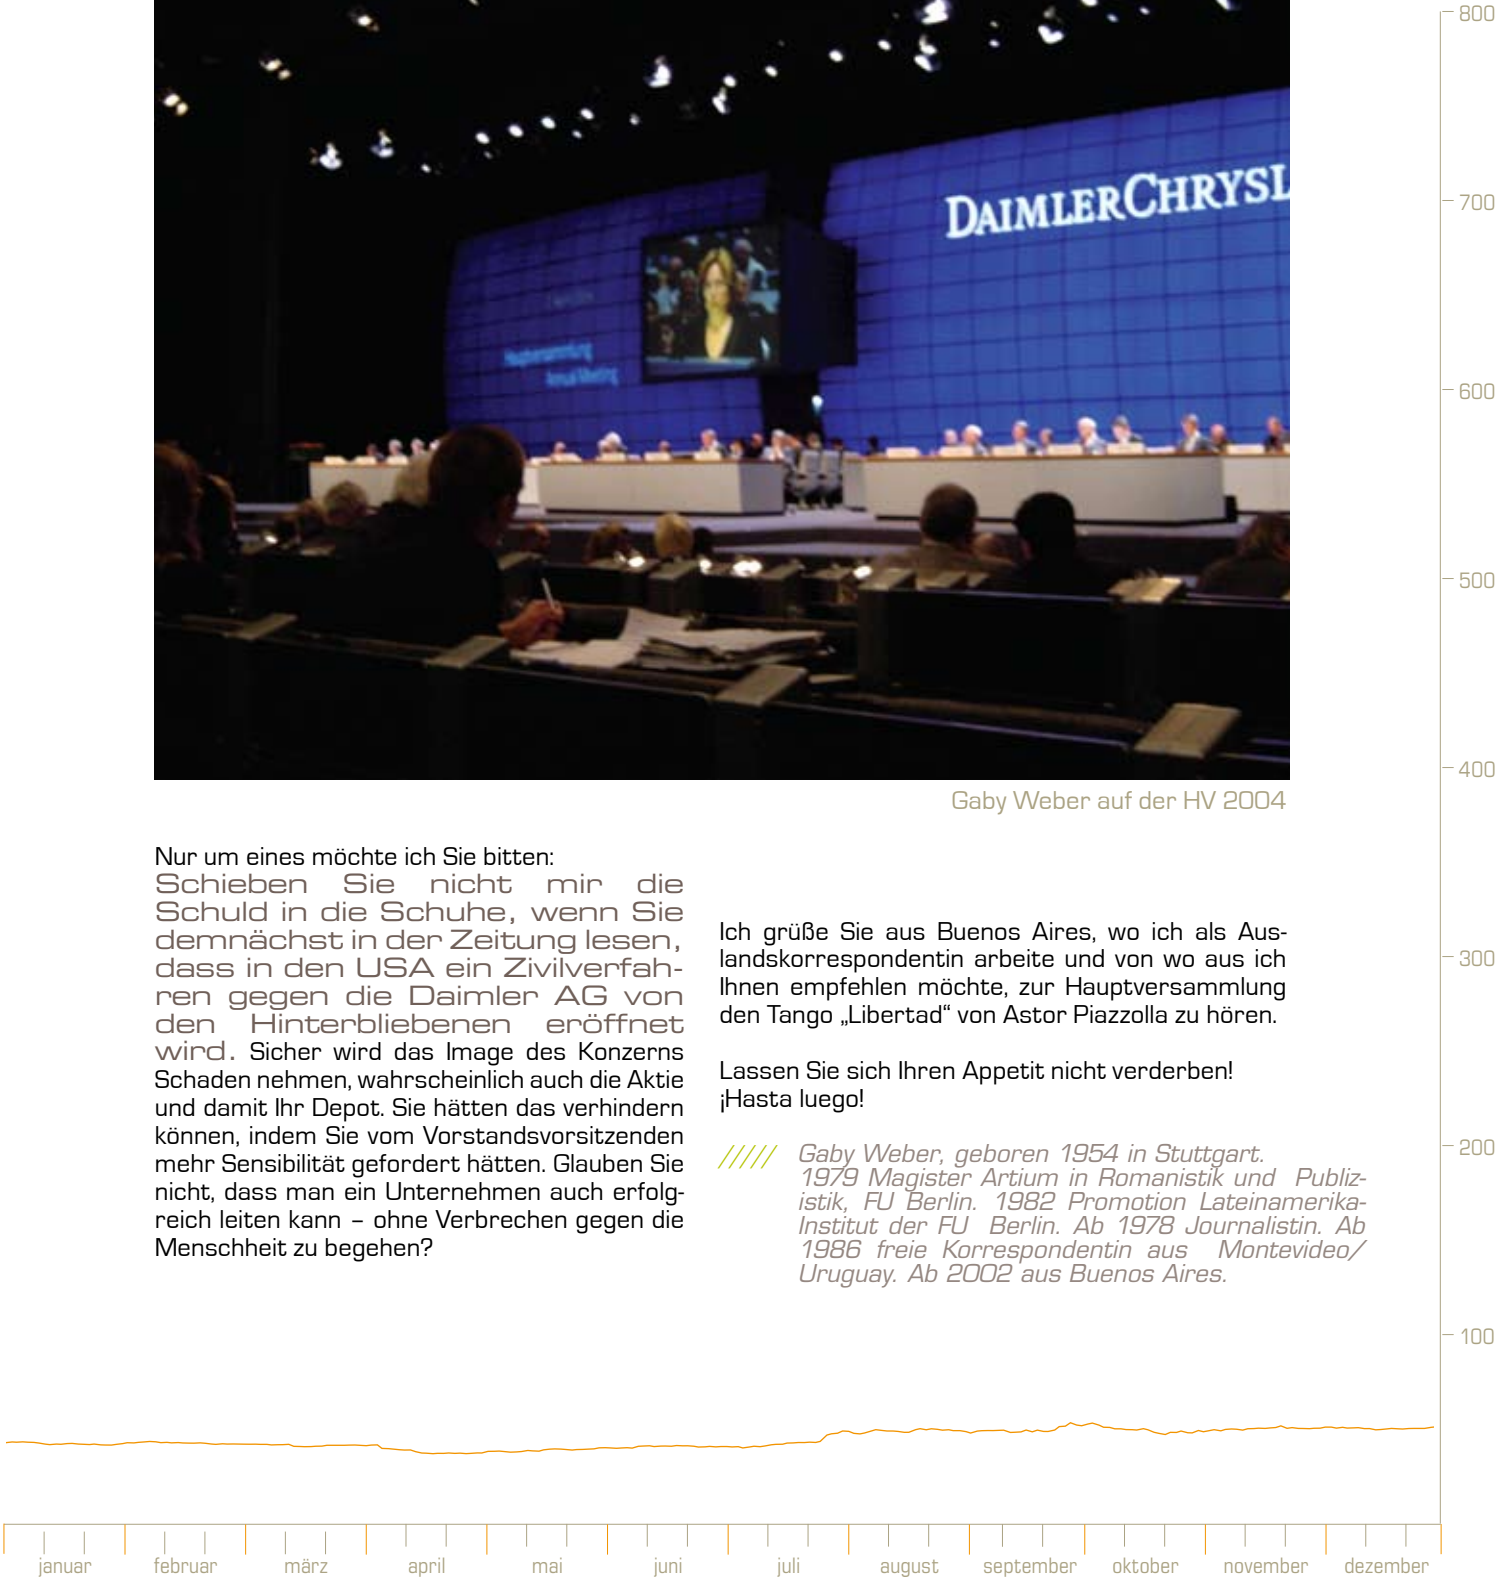 800
700
600
500
400
300
200
100
DAIMLERCHRYSL
Hauptversammlung
Annual Meeting
Gaby Weber auf der HV 2004
Nur um eines möchte ich Sie bitten:
Schieben Sie nicht mir die
Schuld in die Schuhe, wenn Sie
demnächst in der Zeitung lesen,
dass in den USA ein Zivilverfah-
ren gegen die Daimler AG von
den Hinterbliebenen eröffnet
wird. Sicher wird das Image des Konzerns
Schaden nehmen, wahrscheinlich auch die Aktie
und damit Ihr Depot. Sie hätten das verhindern
können, indem Sie vom Vorstandsvorsitzenden
mehr Sensibilität gefordert hätten. Glauben Sie
nicht, dass man ein Unternehmen auch erfolg-
reich leiten kann – ohne Verbrechen gegen die
Menschheit zu begehen?
Ich grüße Sie aus Buenos Aires, wo ich als Aus-
landskorrespondentin arbeite und von wo aus ich
Ihnen empfehlen möchte, zur Hauptversammlung
den Tango „Libertad“ von Astor Piazzolla zu hören.
Lassen Sie sich Ihren Appetit nicht verderben!
¡Hasta luego!
////// Gaby Weber, geboren 1954 in Stuttgart.
1979 Magister Artium in Romanistik und Publiz-
istik, FU Berlin. 1982 Promotion Lateinamerika-
Institut der FU Berlin. Ab 1978 Journalistin. Ab
1986 freie Korrespondentin aus Montevideo/
Uruguay. Ab 2002 aus Buenos Aires.
januar februar märz april mai juni juli august september oktober november dezember